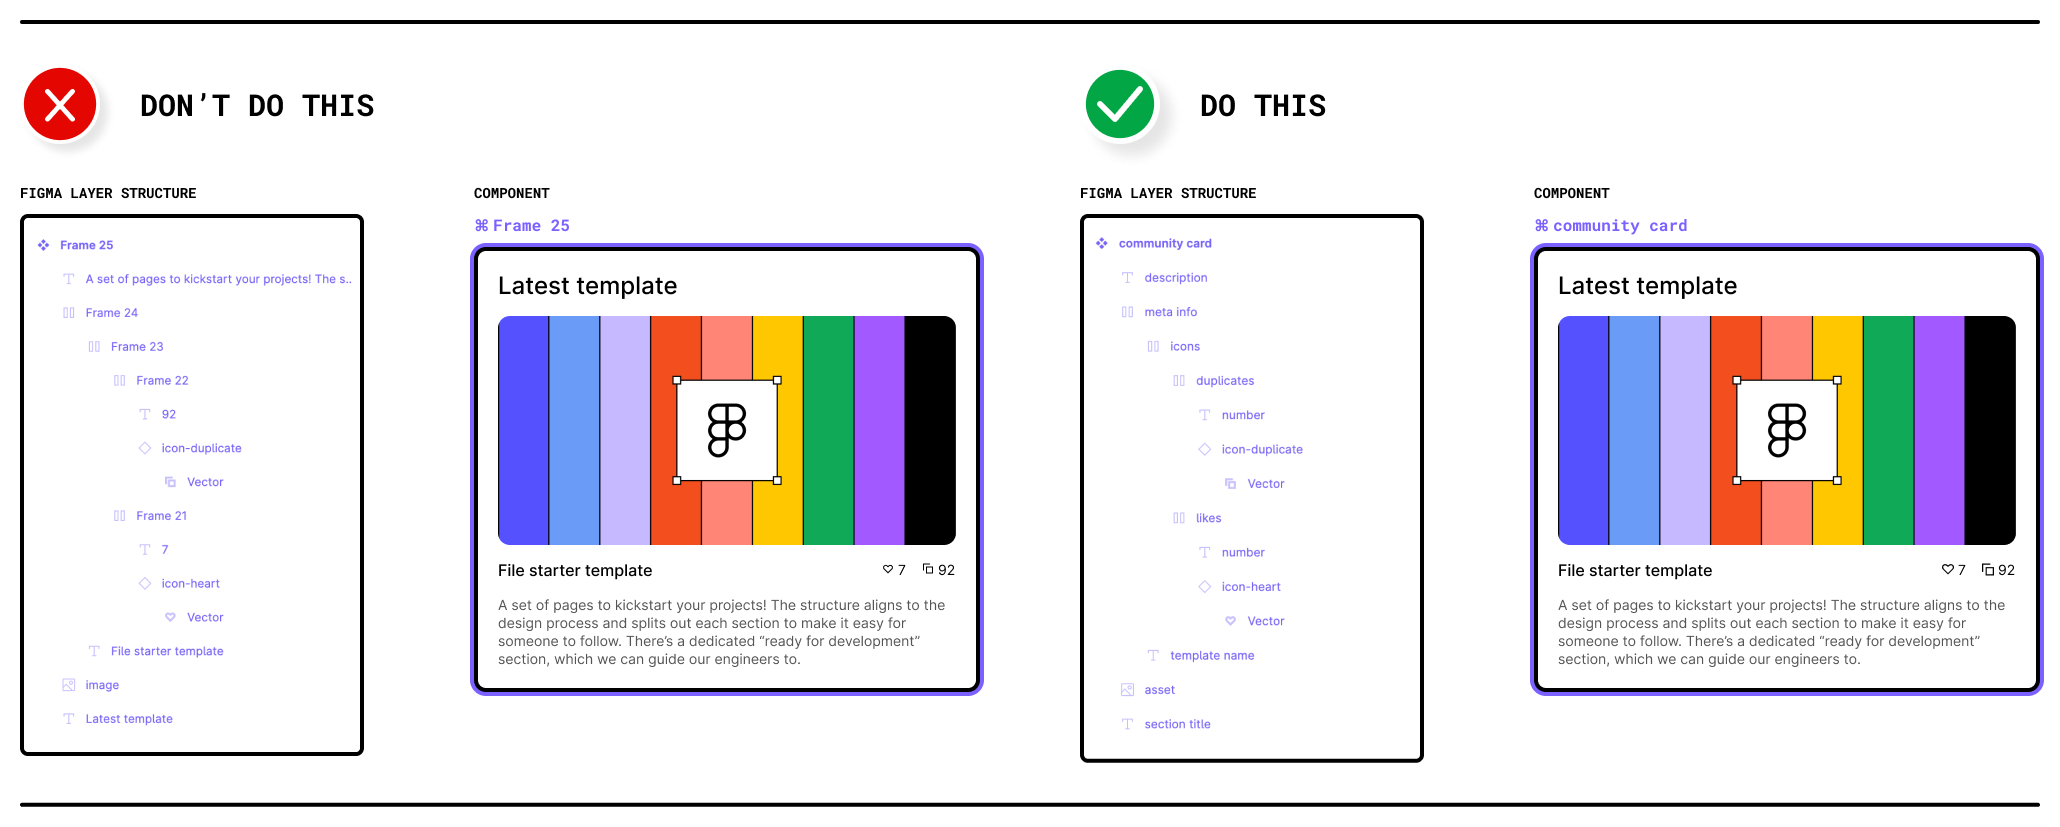 DON’T DO THIS
FIGMA LAYER STRUCTURE
Frame 25
A set of pages to kickstart your projects! The s..
Frame 24
Frame 23
Frame 22
92
icon-duplicate
Vector
Frame 21
7
icon-heart
Vector
File starter template
image
Latest template
COMPONENT
⌘ Frame 25
Latest template
File starter template
7
92
A set of pages to kickstart your projects! The structure aligns to the
design process and splits out each section to make it easy for
someone to follow. There’s a dedicated “ready for development”
section, which we can guide our engineers to.
DO THIS
FIGMA LAYER STRUCTURE
community card
description
meta info
icons
duplicates
number
icon-duplicate
Vector
likes
number
icon-heart
Vector
template name
asset
section title
COMPONENT
⌘ community card
Latest template
File starter template
7
92
A set of pages to kickstart your projects! The structure aligns to the
design process and splits out each section to make it easy for
someone to follow. There’s a dedicated “ready for development”
section, which we can guide our engineers to.